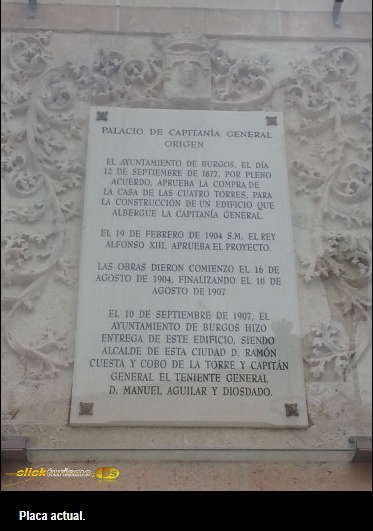 PALACIO DE CAPITANÍA GENERAL
ORIGEN
EL AYUNTAMIENTO DE BURGOS, EL DÍA
12 DE SEPTIEMBRE DE 1877, POR PLENO
ACUERDO, APRUEBA LA COMPRA DE
LA CASA DE LAS CUATRO TORRES, PARA
LA CONSTRUCCIÓN DE UN EDIFICIO QUE
ALBERGUE LA CAPITANÍA GENERAL.
EL 19 DE FEBRERO DE 1904 S.M. EL REY
ALFONSO XIII, APRUEBA EL PROYECTO.
LAS OBRAS DIERON COMIENZO EL 16 DE
AGOSTO DE 1904, FINALIZANDO EL 10 DE
AGOSTO DE 1907
EL 10 DE SEPTIEMBRE DE 1907, EL
AYUNTAMIENTO DE BURGOS HIZO
ENTREGA DE ESTE EDIFICIO, SIENDO
ALCALDE DE ESTA CIUDAD D. RAMÓN
CUESTA Y COBO DE LA TORRE Y CAPITÁN
GENERAL EL TENIENTE GENERAL
D. MANUEL AGUILAR Y DIOSDADO.
clickturismo.es
Placa actual.